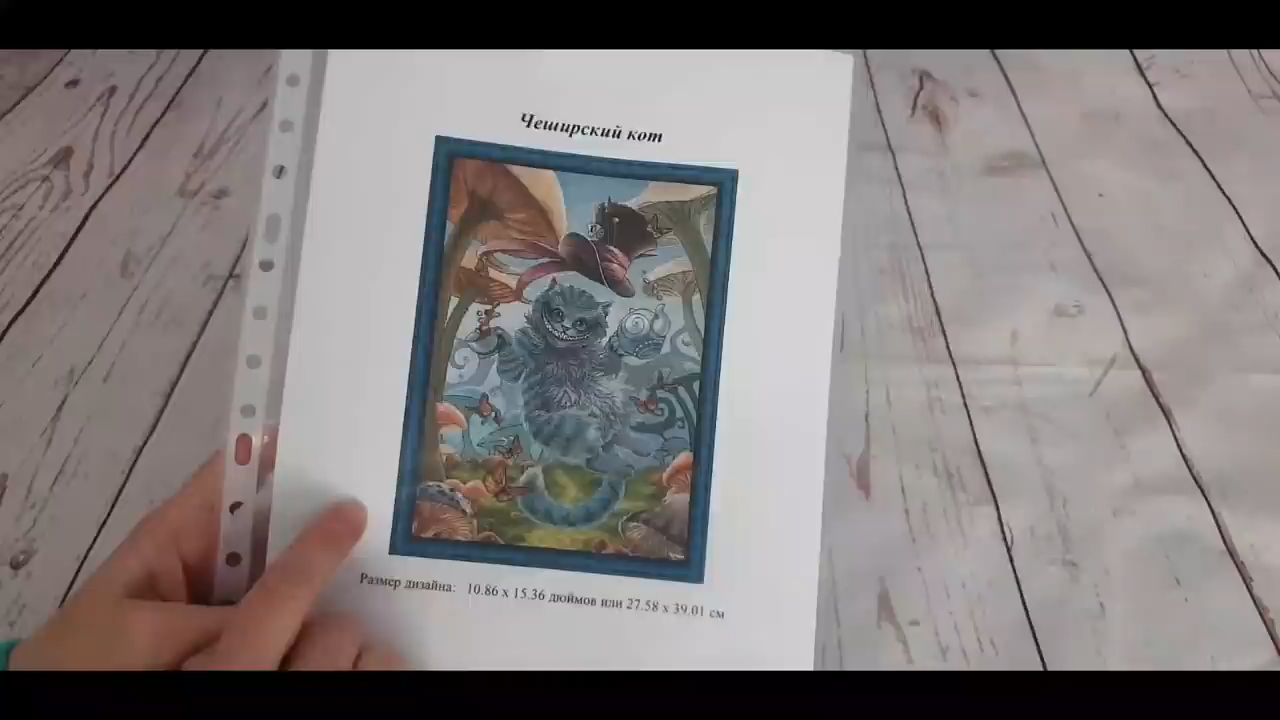 Чеширский кот
Размер дизайна: 10.86 x 15.36 дюймов или 27.58 x 39.01 см